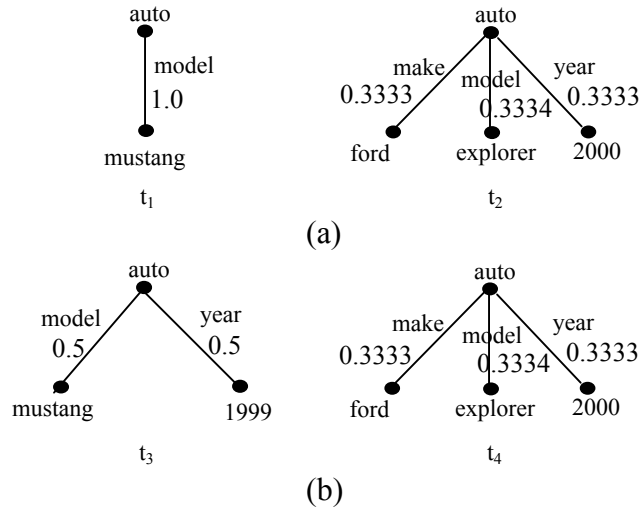 auto auto
model make model year
1.0 0.3333 0.3334 0.3333
mustang ford explorer 2000
t1 t2
(a)
auto auto
model year make model year
0.5 0.5 0.3333 0.3334 0.3333
mustang 1999 ford explorer 2000
t3 t4
(b)